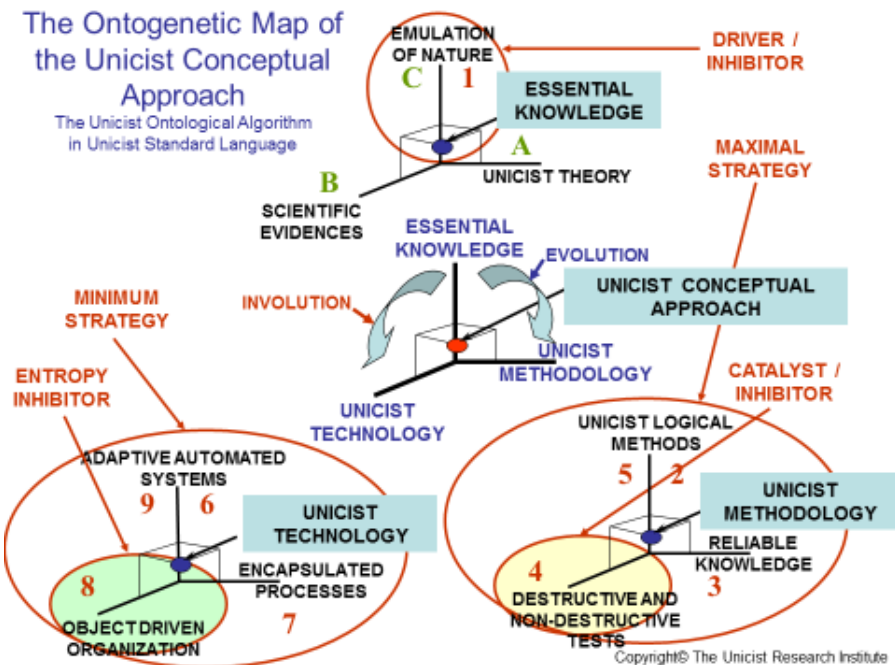 The Ontogenetic Map of
the Unicist Conceptual
Approach
The Unicist Ontological Algorithm
in Unicist Standard Language
EMULATION
OF NATURE
C 1
DRIVER /
INHIBITOR
ESSENTIAL
KNOWLEDGE
A
UNICIST THEORY
B
SCIENTIFIC
EVIDENCES
MAXIMAL
STRATEGY
ESSENTIAL
KNOWLEDGE
EVOLUTION
INVOLUTION
UNICIST CONCEPTUAL
APPROACH
UNICIST
METHODOLOGY
UNICIST
TECHNOLOGY
MINIMUM
STRATEGY
ENTROPY
INHIBITOR
CATALYST /
INHIBITOR
ADAPTIVE AUTOMATED
SYSTEMS
9 6
UNICIST
TECHNOLOGY
ENCAPSULATED
PROCESSES
7
8
OBJECT DRIVEN
ORGANIZATION
UNICIST LOGICAL
METHODS
5 2
UNICIST
METHODOLOGY
RELIABLE
KNOWLEDGE
3
4
DESTRUCTIVE AND
NON-DESTRUCTIVE
TESTS
Copyright© The Unicist Research Institute